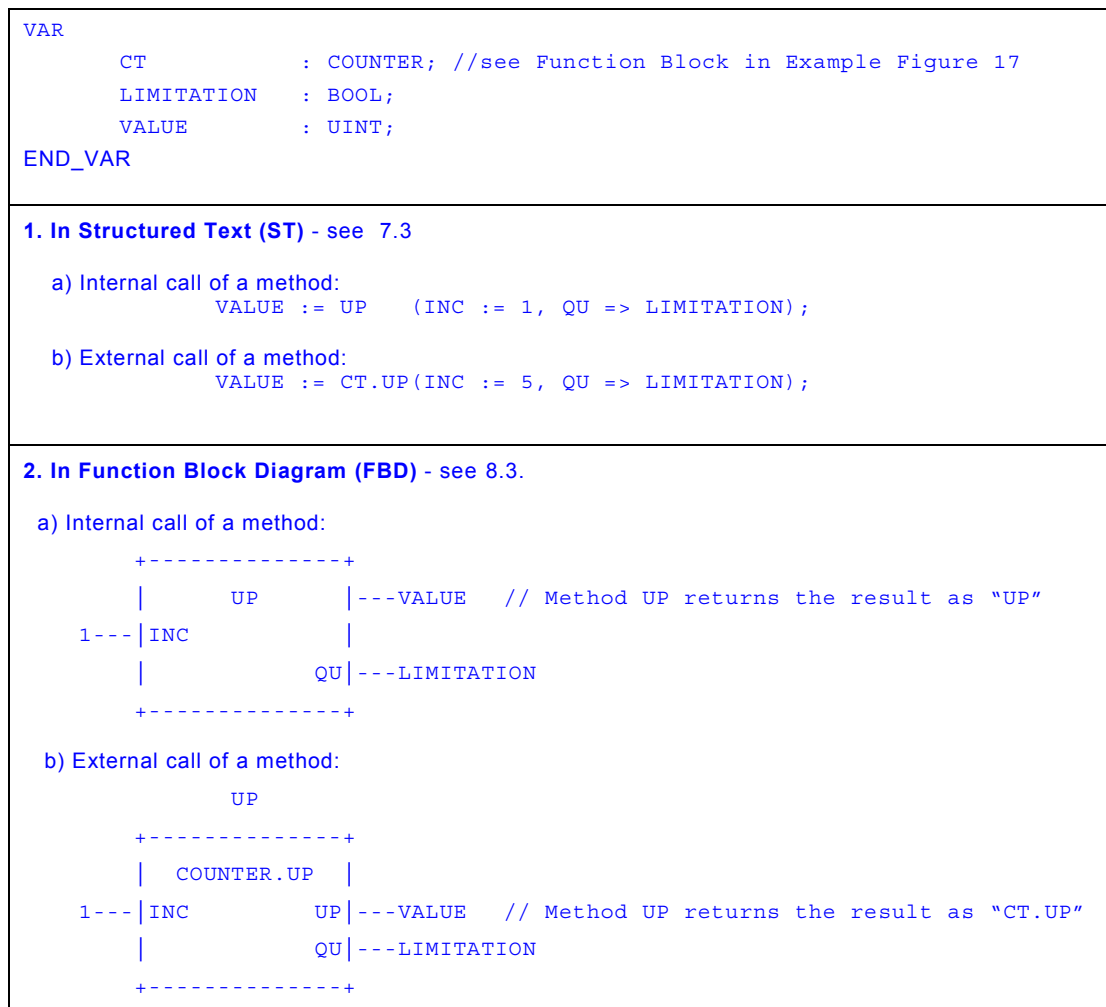 VAR
CT : COUNTER; //see Function Block in Example Figure 17
LIMITATION : BOOL;
VALUE : UINT;
END_VAR
1. In Structured Text (ST) - see 7.3
a) Internal call of a method:
VALUE := UP (INC := 1, QU => LIMITATION);
b) External call of a method:
VALUE := CT.UP(INC := 5, QU => LIMITATION);
2. In Function Block Diagram (FBD) - see 8.3.
a) Internal call of a method:
+--------------+
| UP |---VALUE // Method UP returns the result as “UP”
1---|INC |
| QU|---LIMITATION
+--------------+
b) External call of a method:
UP
+--------------+
| COUNTER.UP |
1---|INC UP|---VALUE // Method UP returns the result as “CT.UP”
| QU|---LIMITATION
+--------------+